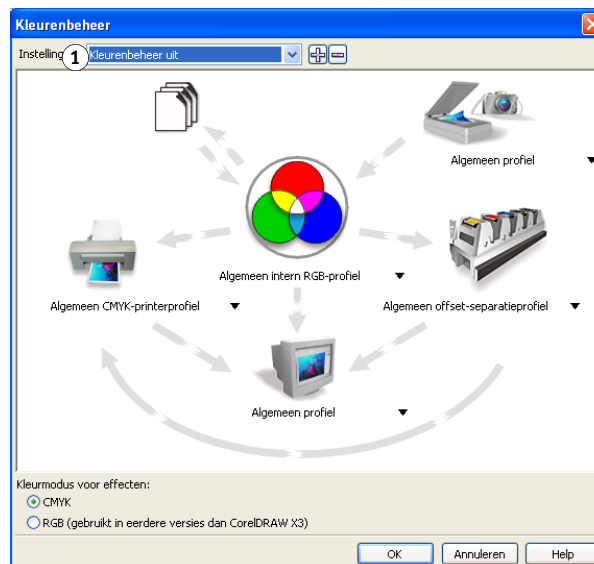 Kleurenbeheer
Instelling 1 Kleurenbeheer uit
Algemeen profiel
Algemeen intern RGB-profiel
Algemeen CMYK-printerprofiel
Algemeen offset-separatieprofiel
Algemeen profiel
Kleurmodus voor effecten:
CMYK
RGB (gebruikt in eerdere versies dan CorelDRAW X3)
OK Annuleren Help